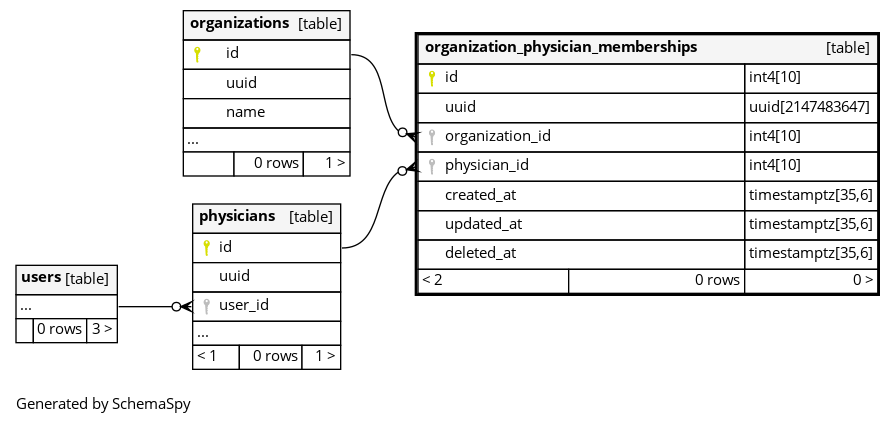 organizations [table]
id
uuid
name
...
0 rows 1 >
organization_physician_memberships [table]
id int4[10]
uuid uuid[2147483647]
organization_id int4[10]
physician_id int4[10]
created_at timestamptz[35,6]
updated_at timestamptz[35,6]
deleted_at timestamptz[35,6]
< 2 0 rows 0 >
physicians [table]
id
uuid
user_id
...
< 1 0 rows 1 >
users [table]
...
0 rows 3 >
Generated by SchemaSpy